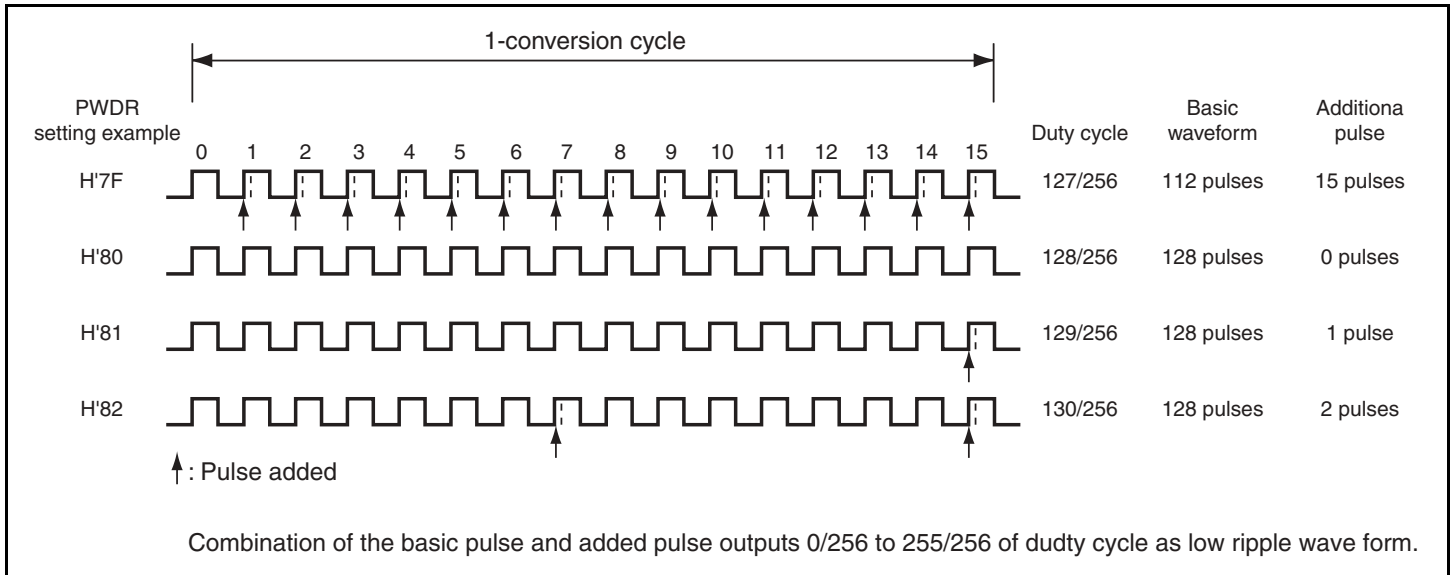 1-conversion cycle
PWDR
setting example
Duty cycle
Basic
waveform
Additiona
pulse
0 1 2 3 4 5 6 7 8 9 10 11 12 13 14 15
H'7F 127/256 112 pulses 15 pulses
H'80 128/256 128 pulses 0 pulses
H'81 129/256 128 pulses 1 pulse
H'82 130/256 128 pulses 2 pulses
: Pulse added
Combination of the basic pulse and added pulse outputs 0/256 to 255/256 of dudty cycle as low ripple wave form.